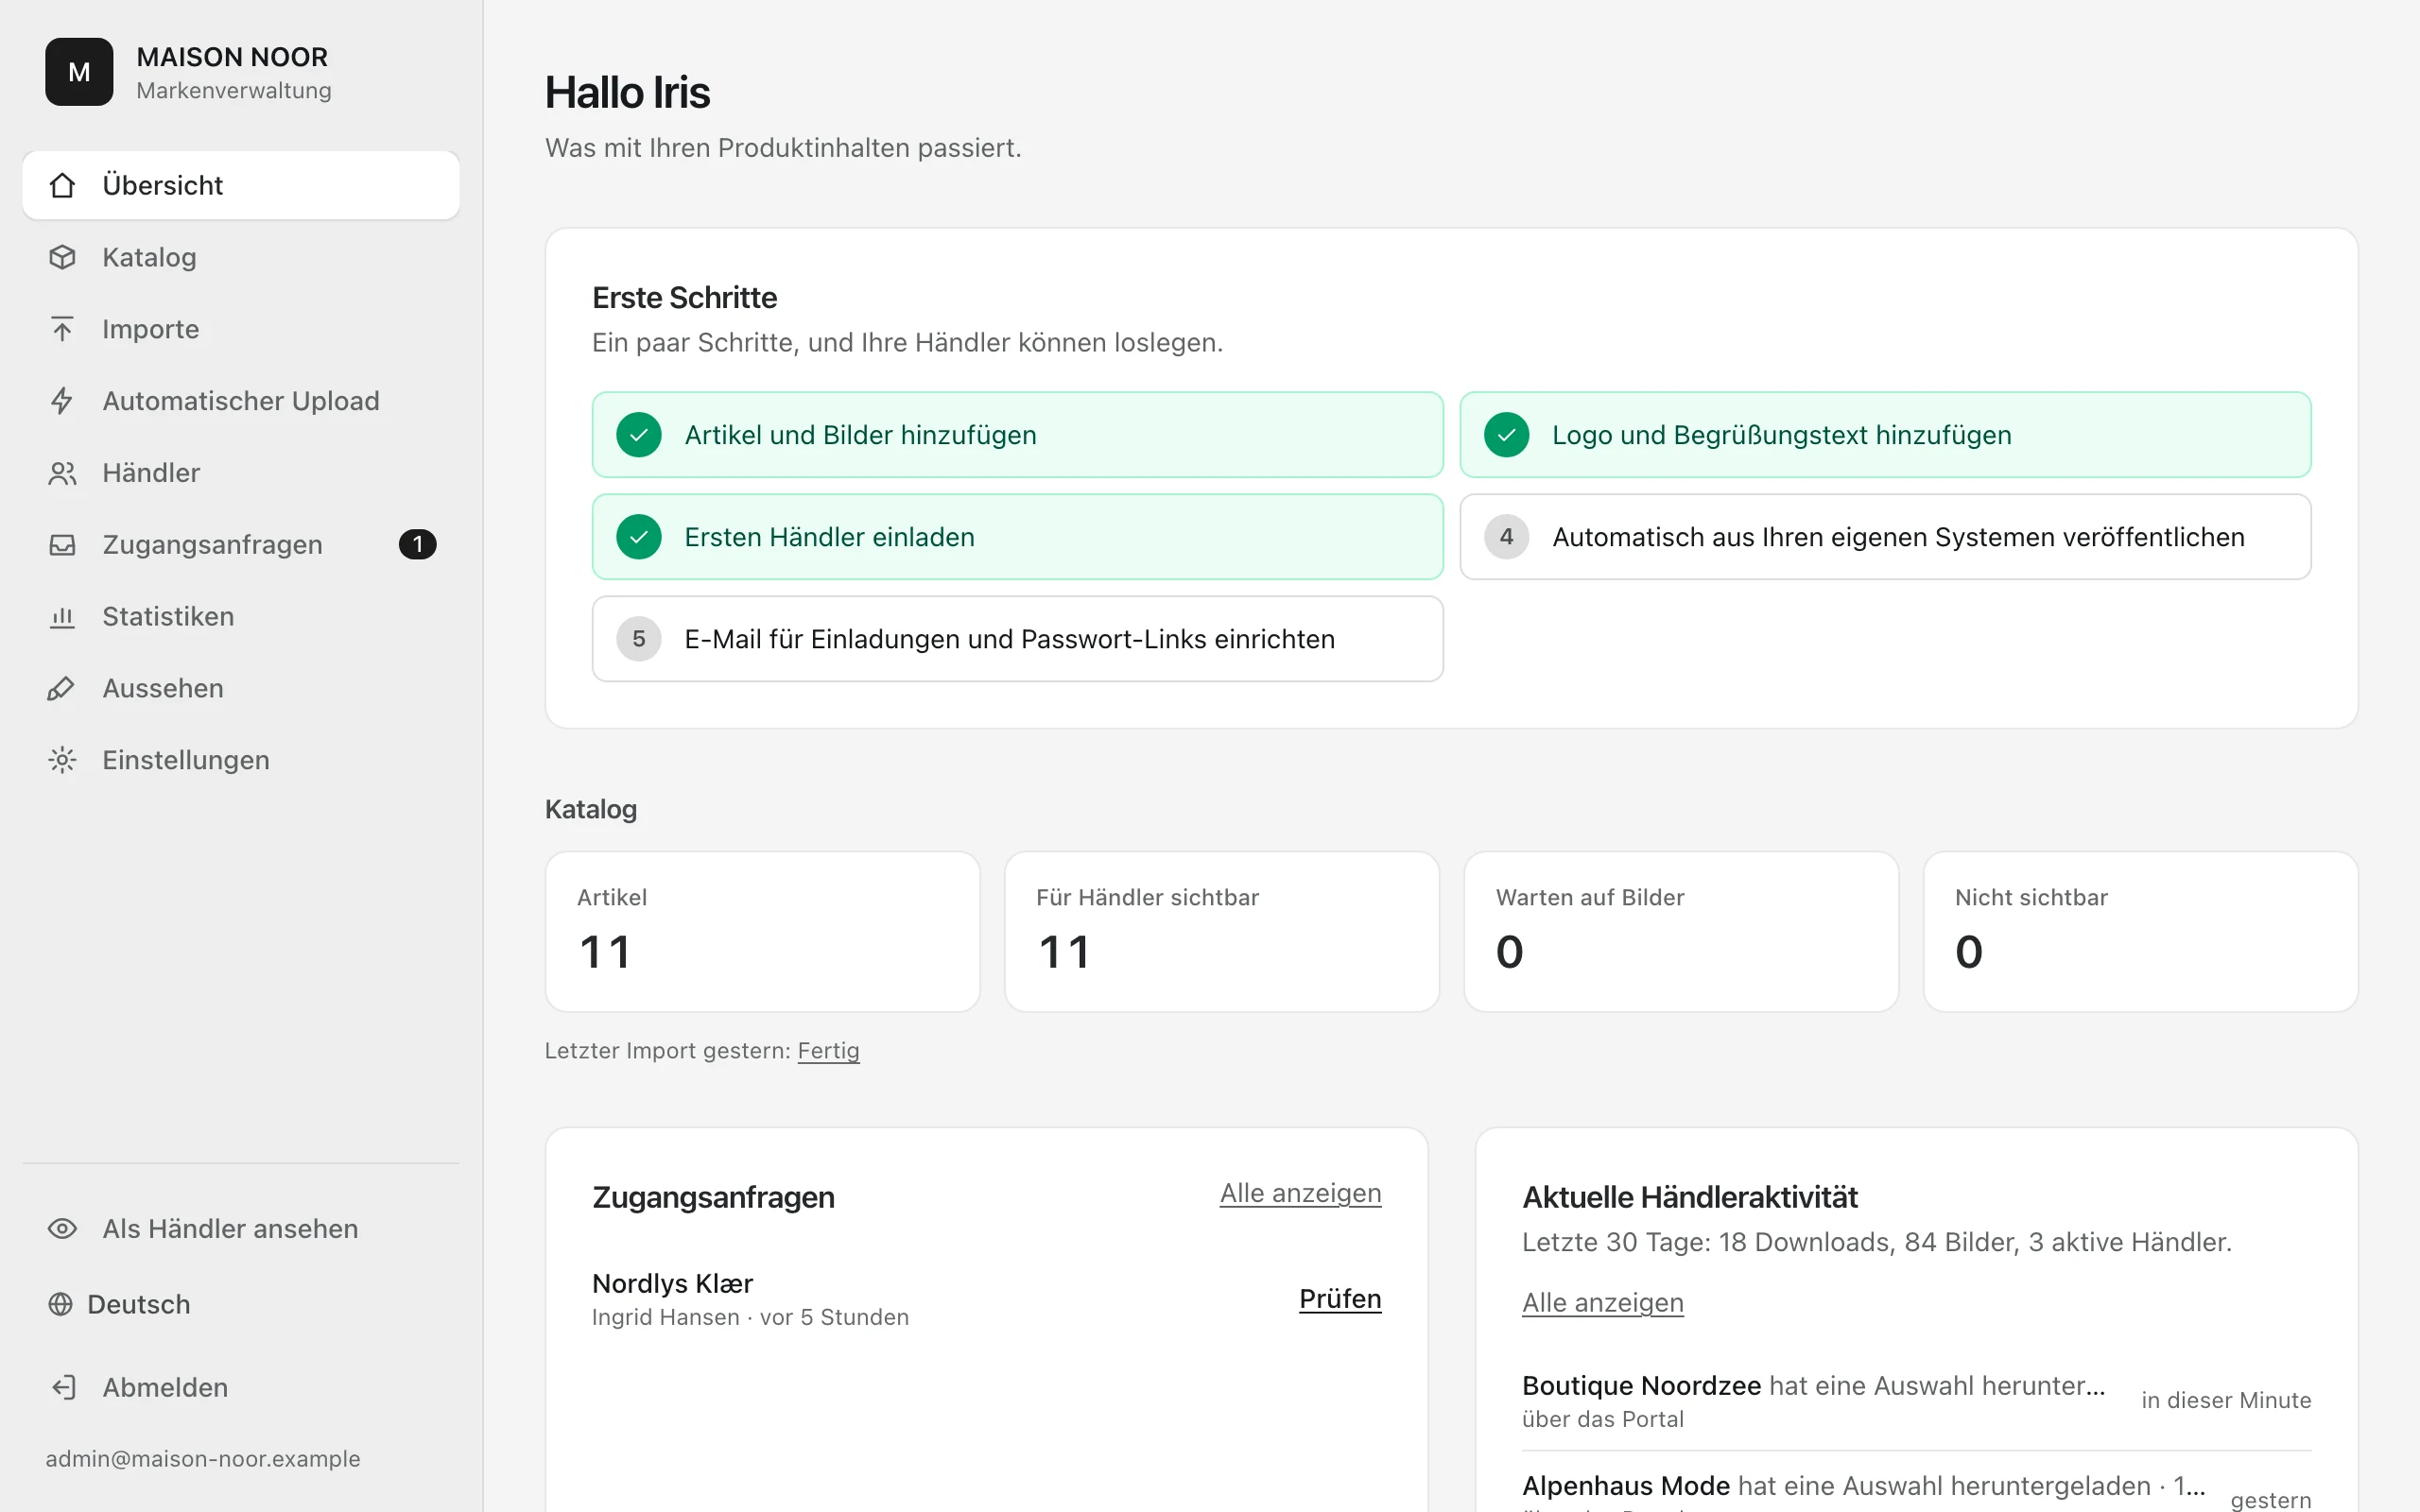 M
MAISON NOOR
Markenverwaltung
Übersicht
Katalog
Importe
Automatischer Upload
Händler
Zugangsanfragen 1
Statistiken
Aussehen
Einstellungen
Als Händler ansehen
Deutsch
Abmelden
admin@maison-noor.example
Hallo Iris
Was mit Ihren Produktinhalten passiert.
Erste Schritte
Ein paar Schritte, und Ihre Händler können loslegen.
Artikel und Bilder hinzufügen
Logo und Begrüßungstext hinzufügen
Ersten Händler einladen
4 Automatisch aus Ihren eigenen Systemen veröffentlichen
5 E-Mail für Einladungen und Passwort-Links einrichten
Katalog
Artikel
11
Für Händler sichtbar
11
Warten auf Bilder
0
Nicht sichtbar
0
Letzter Import gestern: Fertig
Zugangsanfragen
Alle anzeigen
Nordlys Klær
Ingrid Hansen · vor 5 Stunden
Prüfen
Aktuelle Händleraktivität
Letzte 30 Tage: 18 Downloads, 84 Bilder, 3 aktive Händler.
Alle anzeigen
Boutique Noordzee hat eine Auswahl herunter...
über das Portal
in dieser Minute
Alpenhaus Mode hat eine Auswahl heruntergeladen · 1...
gestern